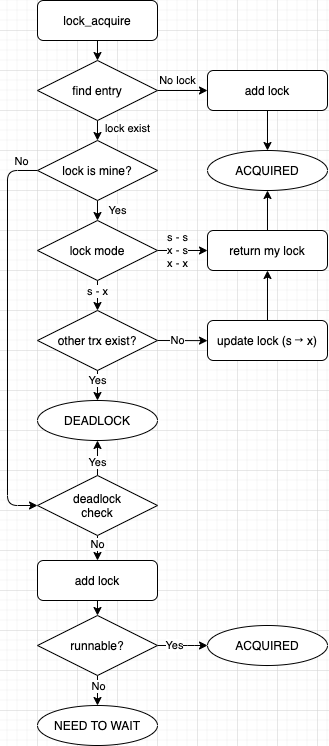 lock_acquire
find entry
No lock
add lock
lock exist
No
lock is mine?
ACQUIRED
Yes
lock mode
s - s
x - s
x - x
return my lock
s - x
other trx exist?
No
update lock (s → x)
Yes
DEADLOCK
Yes
deadlock
check
No
add lock
runnable?
Yes
ACQUIRED
No
NEED TO WAIT